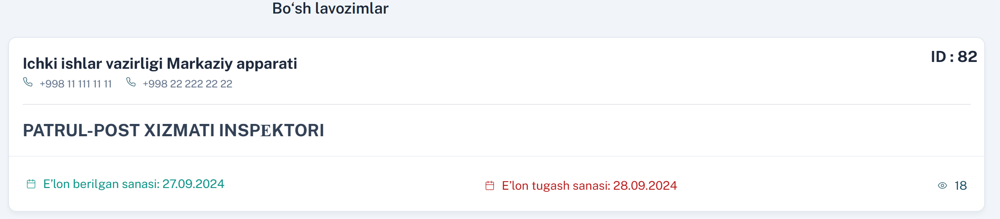 Bo‘sh lavozimlar
Ichki ishlar vazirligi Markaziy apparati
ID : 82
+998 11 111 11 11 +998 22 222 22 22
PATRUL-POST XIZMATI INSPEKTORI
E’lon berilgan sanasi: 27.09.2024
E’lon tugash sanasi: 28.09.2024
18